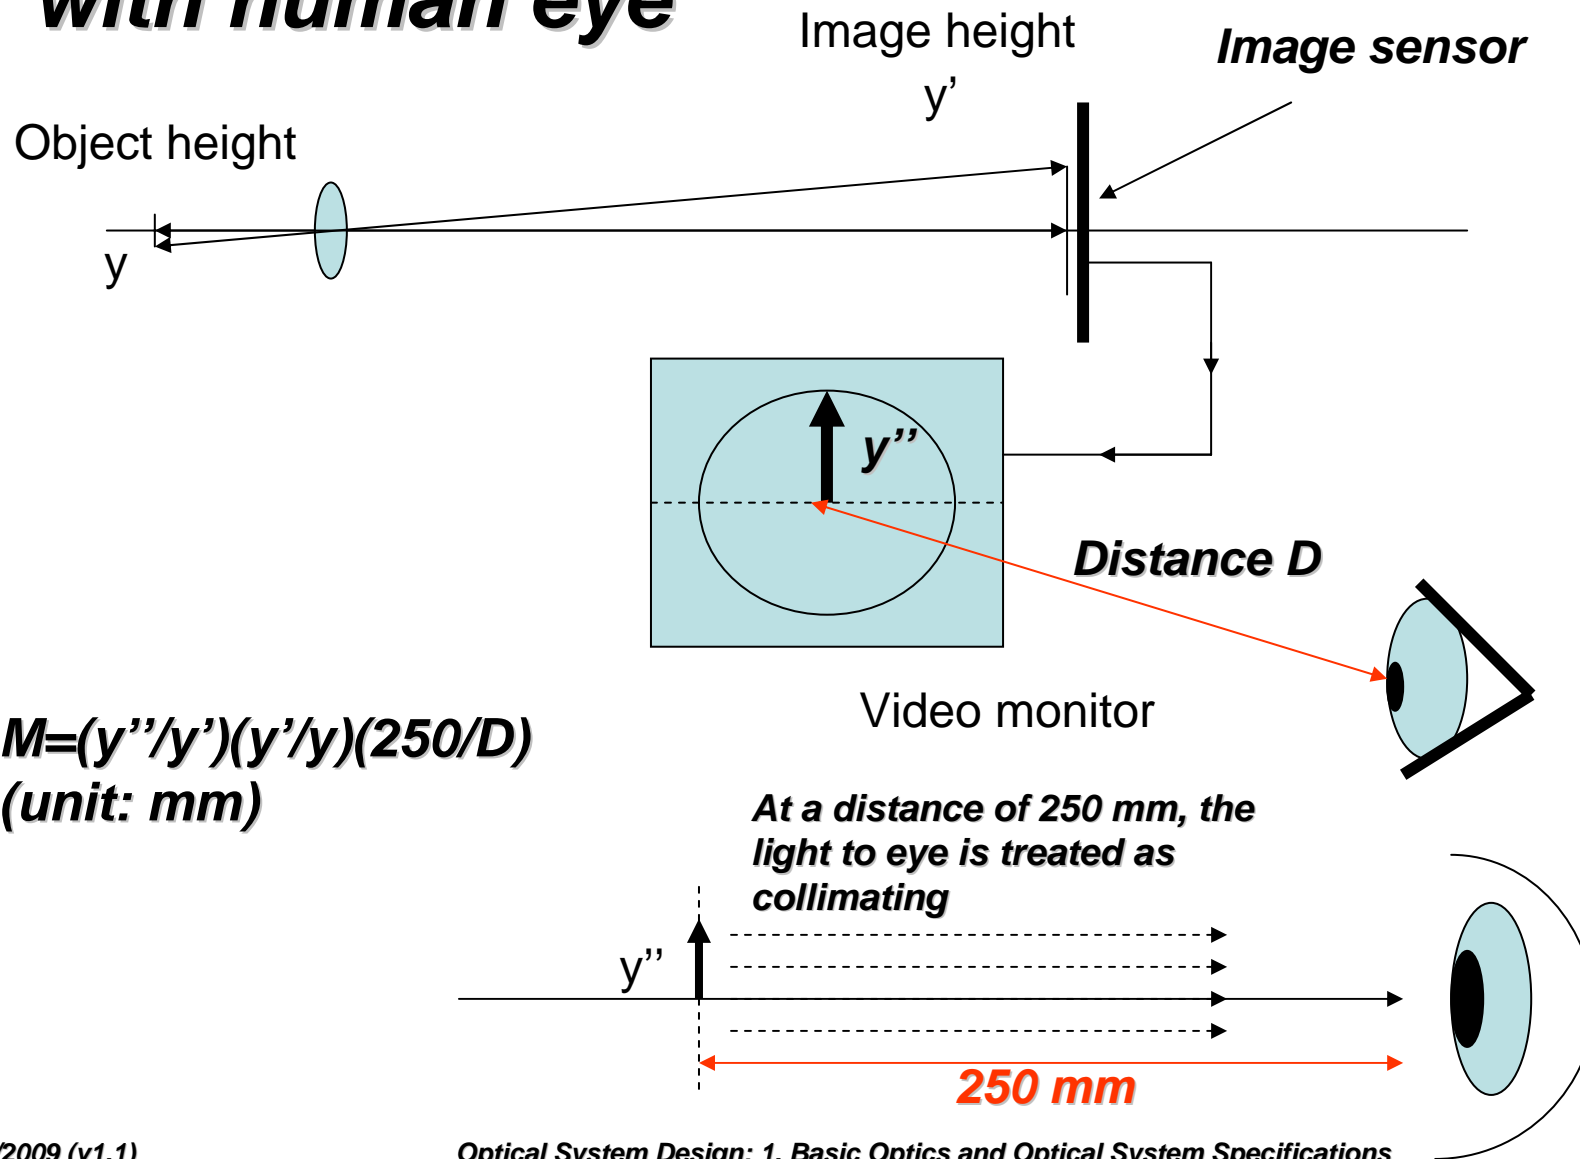 with human eye
Image height
y’
Image sensor
Object height
y
y’’
Distance D
Video monitor
M=(y’’/y’)(y’/y)(250/D)
(unit: mm)
At a distance of 250 mm, the
light to eye is treated as
collimating
y’’
250 mm
/2009 (v1.1)
Optical System Design: 1. Basic Optics and Optical System Specifications